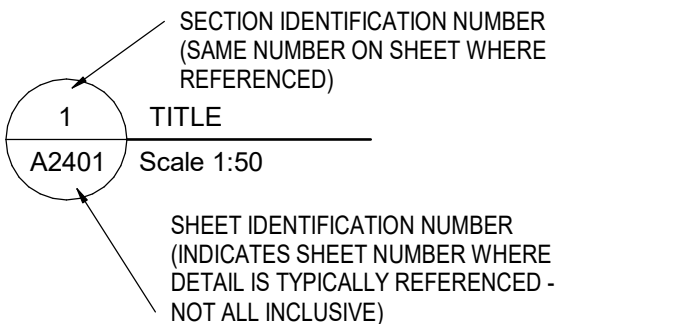 SECTION IDENTIFICATION NUMBER
(SAME NUMBER ON SHEET WHERE
REFERENCED)
1
TITLE
A2401
Scale 1:50
SHEET IDENTIFICATION NUMBER
(INDICATES SHEET NUMBER WHERE
DETAIL IS TYPICALLY REFERENCED -
NOT ALL INCLUSIVE)